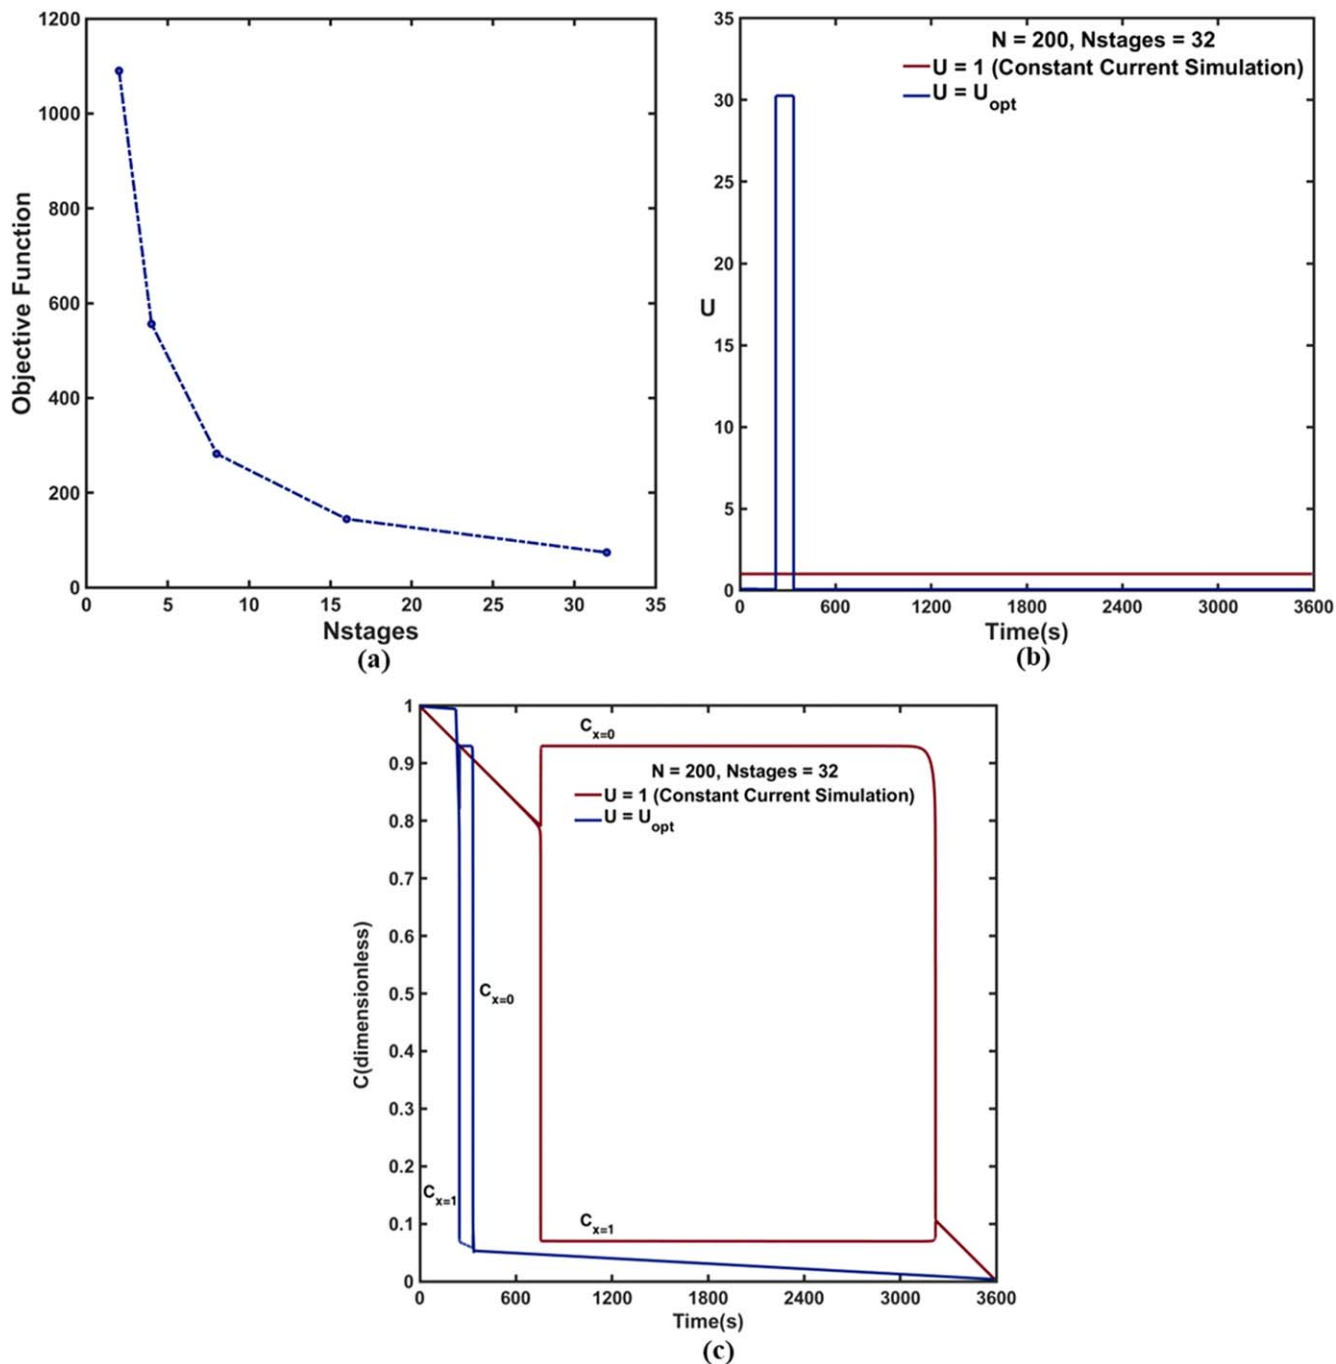 1200
1000
800
600
400
200
0
0 5 10 15 20 25 30 35
Objective Function
Nstages
(a)
35
30
25
20
15
10
5
0
U
N = 200, Nstages = 32
U = 1 (Constant Current Simulation)
U = Uopt
0 600 1200 1800 2400 3000 3600
Time(s)
(b)
1
0.9
0.8
0.7
0.6
0.5
0.4
0.3
0.2
0.1
0
C(dimensionless)
Cx=0
N = 200, Nstages = 32
U = 1 (Constant Current Simulation)
U = Uopt
Cx=0
Cx=1
Cx=1
0 600 1200 1800 2400 3000 3600
Time(s)
(c)